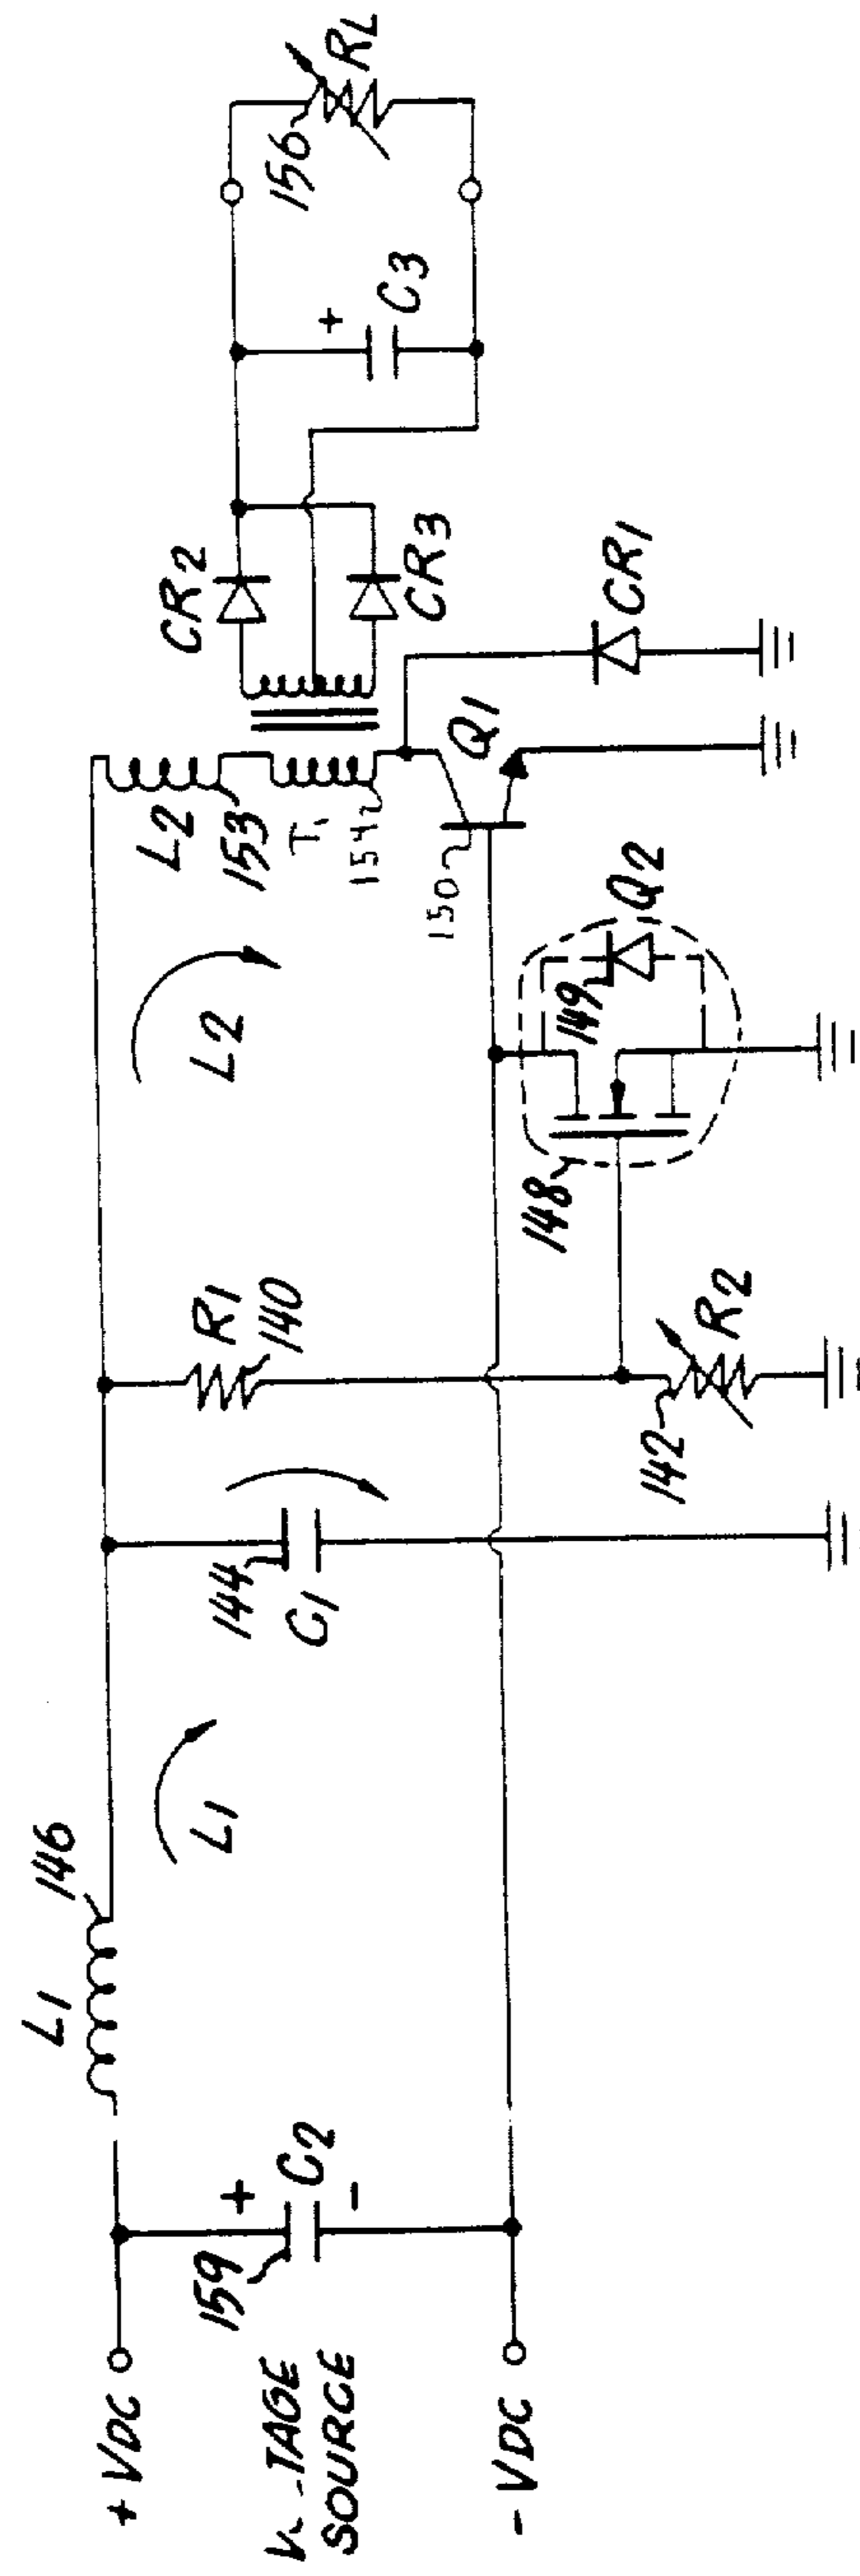 + VDC
SOURCE
- VDC
159
+
C2
-
L1
146
L1
144
C1
R1
140
142
R2
L2
148
149
Q2
L2
153
T1
154
150
Q1
CR1
CR2
CR3
+
C3
156
RL